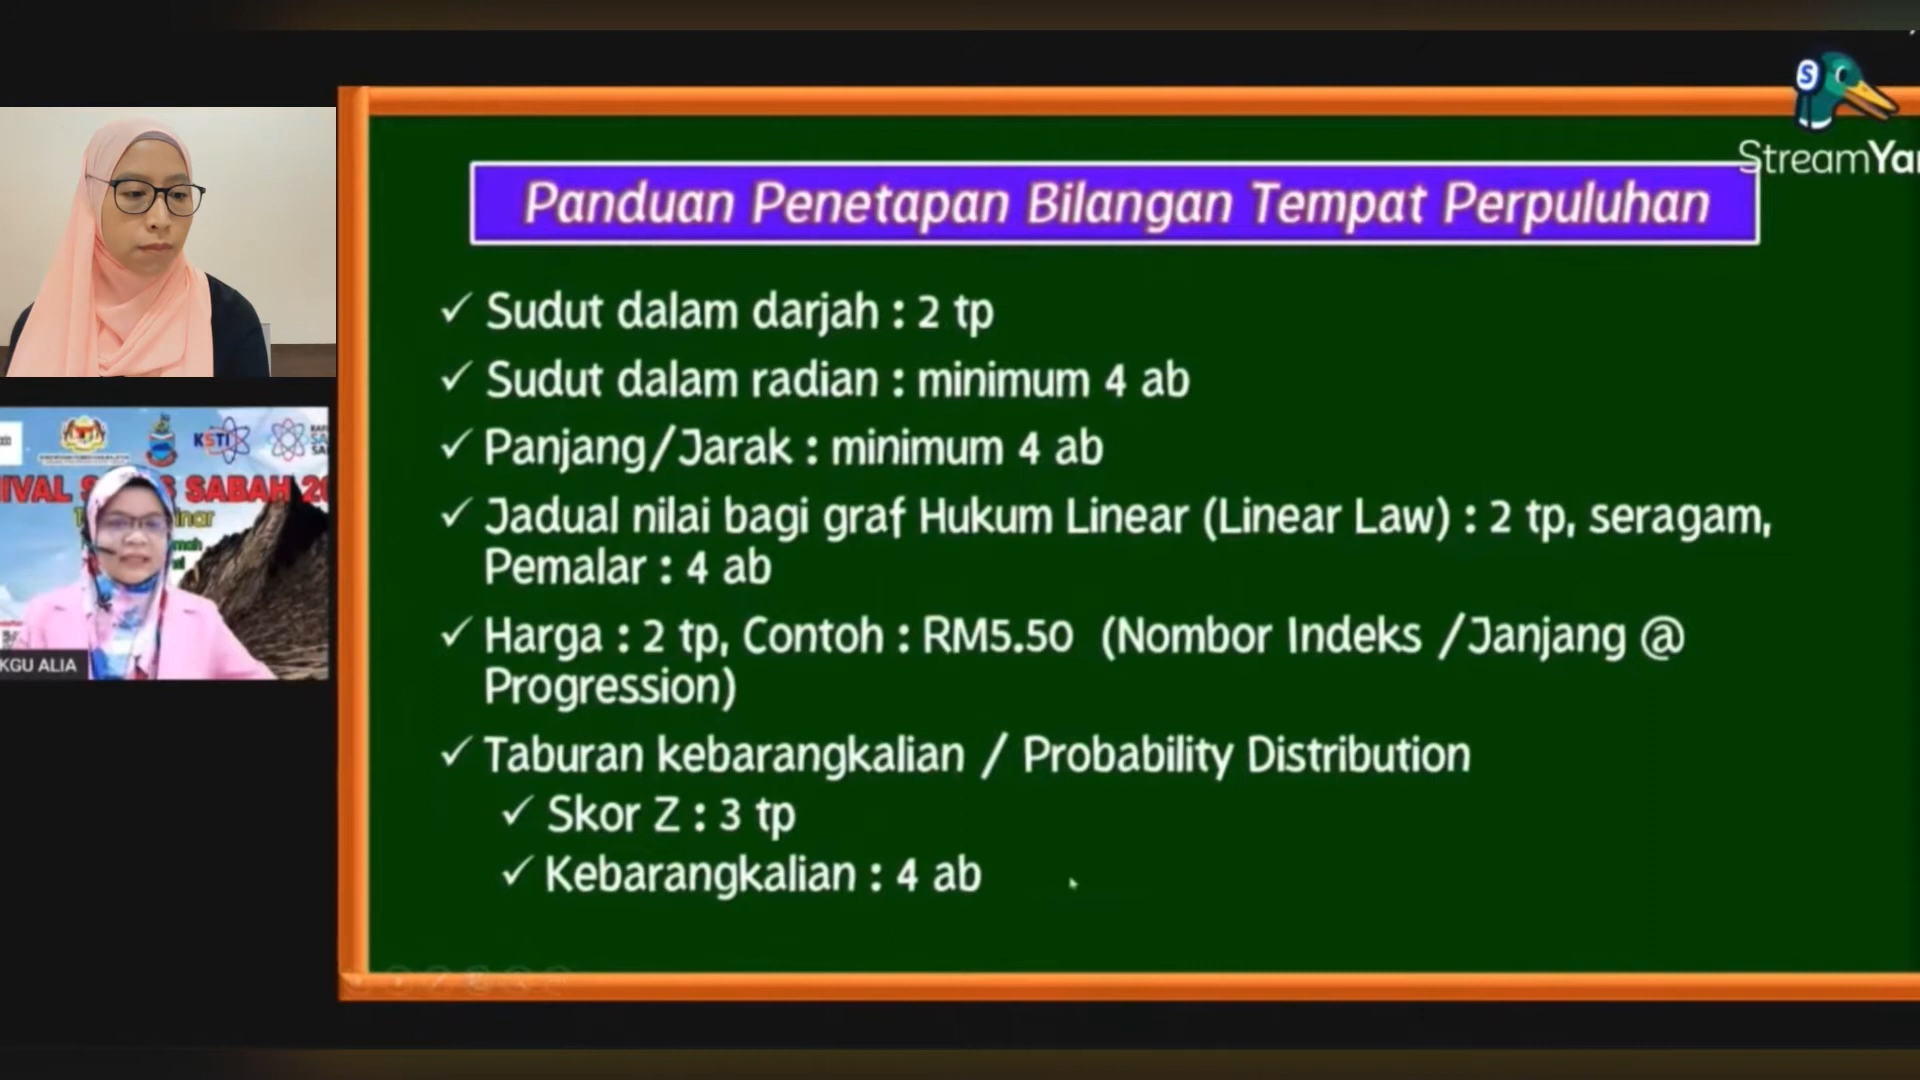 StreamYa
Panduan Penetapan Bilangan Tempat Perpuluhan
✓ Sudut dalam darjah : 2 tp
✓ Sudut dalam radian : minimum 4 ab
✓ Panjang/Jarak : minimum 4 ab
✓ Jadual nilai bagi graf Hukum Linear (Linear Law) : 2 tp, seragam,
Pemalar : 4 ab
✓ Harga : 2 tp, Contoh : RM5.50 (Nombor Indeks /Janjang @
Progression)
✓ Taburan kebarangkalian / Probability Distribution
✓ Skor Z : 3 tp
✓ Kebarangkalian : 4 ab
KSTI
IVAL S S SABAH 20
KGU ALIA